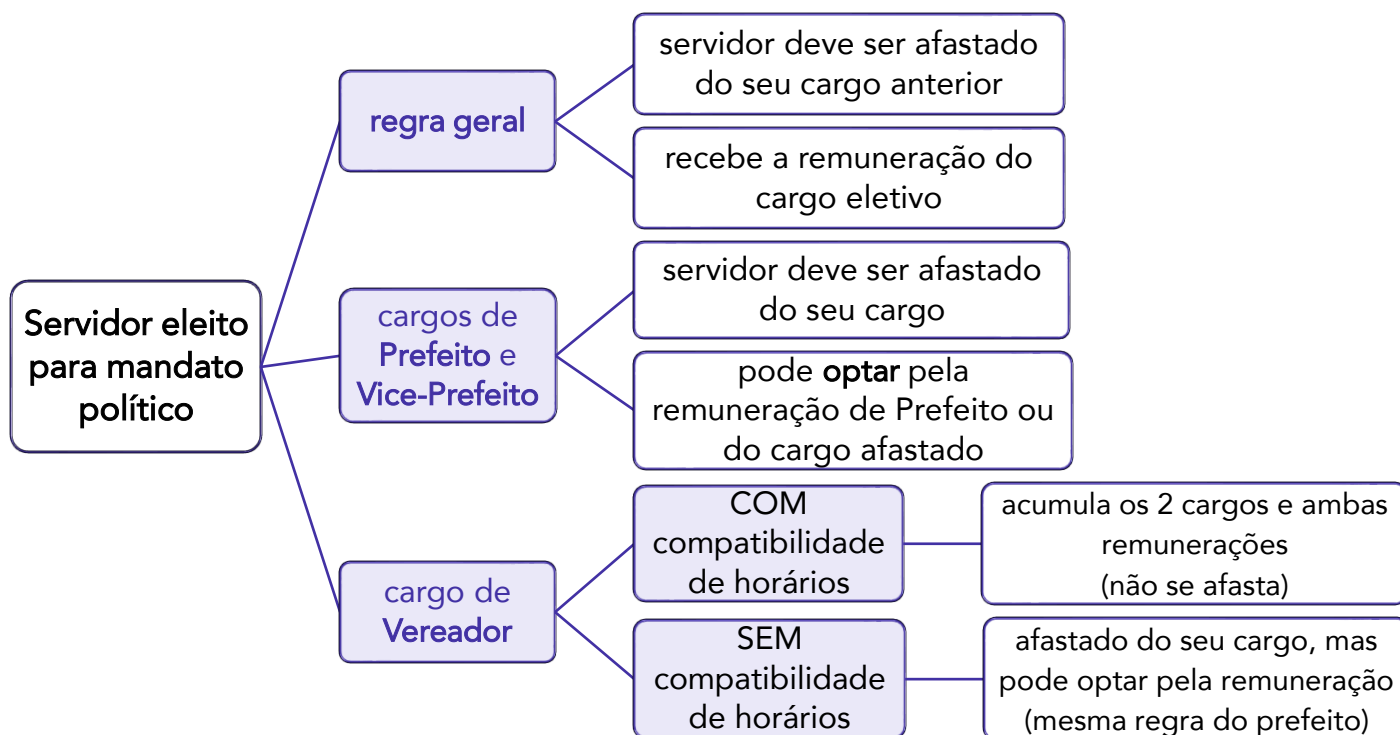 Servidor eleito
para mandato
político
regra geral
servidor deve ser afastado
do seu cargo anterior
recebe a remuneração do
cargo eletivo
cargos de
Prefeito e
Vice-Prefeito
servidor deve ser afastado
do seu cargo
pode optar pela
remuneração de Prefeito ou
do cargo afastado
cargo de
Vereador
COM
compatibilidade
de horários
acumula os 2 cargos e ambas
remunerações
(não se afasta)
SEM
compatibilidade
de horários
afastado do seu cargo, mas
pode optar pela remuneração
(mesma regra do prefeito)